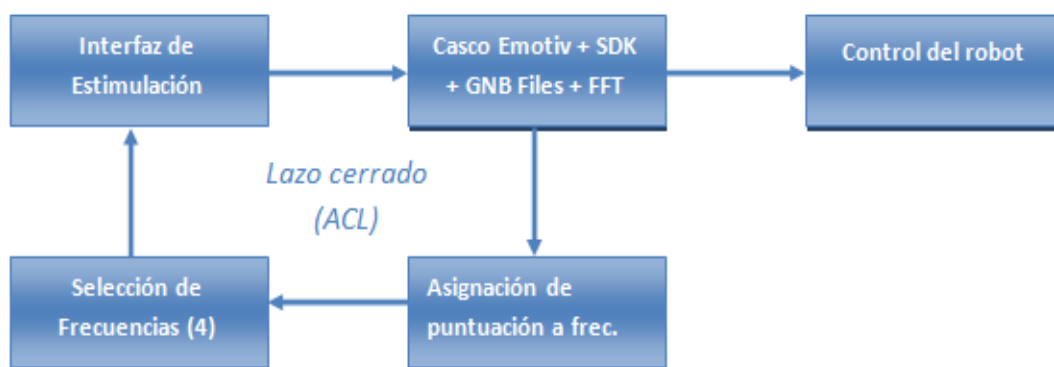 Interfaz de
Estimulación
Casco Emotiv + SDK
+ GNB Files + FFT
Control del robot
Lazo cerrado
(ACL)
Selección de
Frecuencias (4)
Asignación de
puntuación a frec.